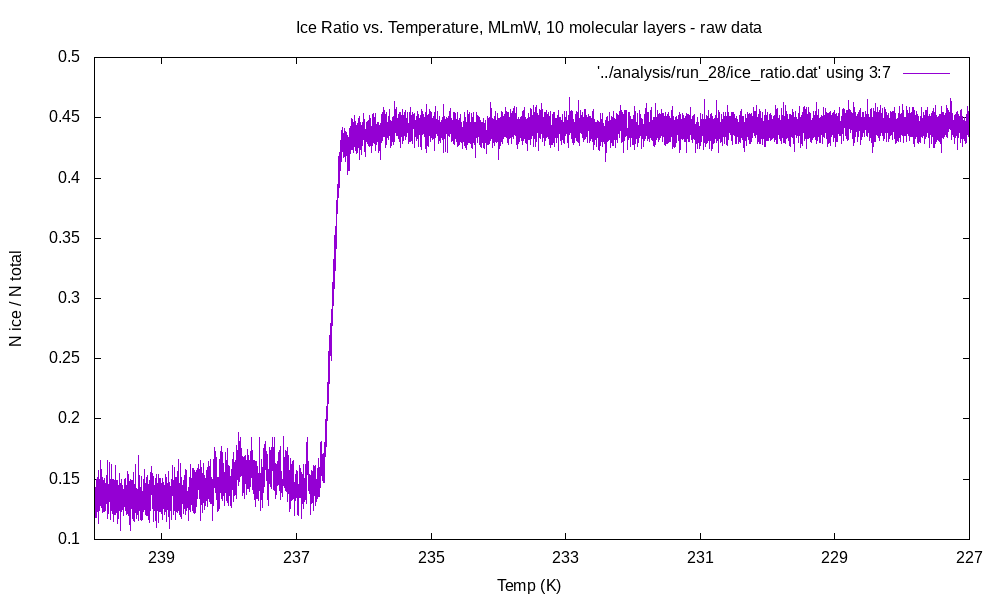 Ice Ratio vs. Temperature, MLmW, 10 molecular layers - raw data
'../analysis/run_28/ice_ratio.dat' using 3:7
0.5
0.45
0.4
0.35
0.3
0.25
0.2
0.15
0.1
N ice / N total
239 237 235 233 231 229 227
Temp (K)